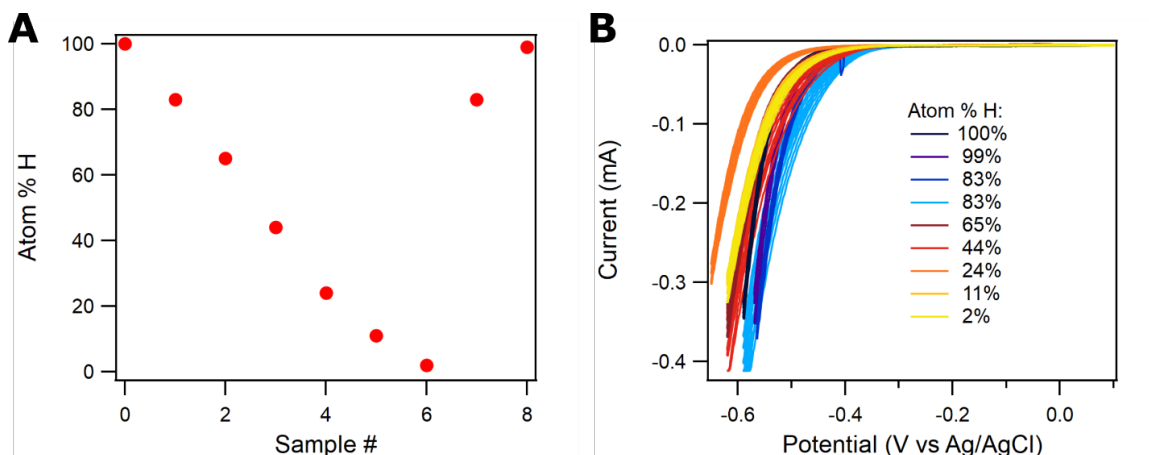 A
100
80
60
40
20
0
Atom % H
0 2 4 6 8
Sample #
B
0.0
-0.1
-0.2
-0.3
-0.4
Current (mA)
Atom % H:
100%
99%
83%
83%
65%
44%
24%
11%
2%
-0.6 -0.4 -0.2 0.0
Potential (V vs Ag/AgCl)